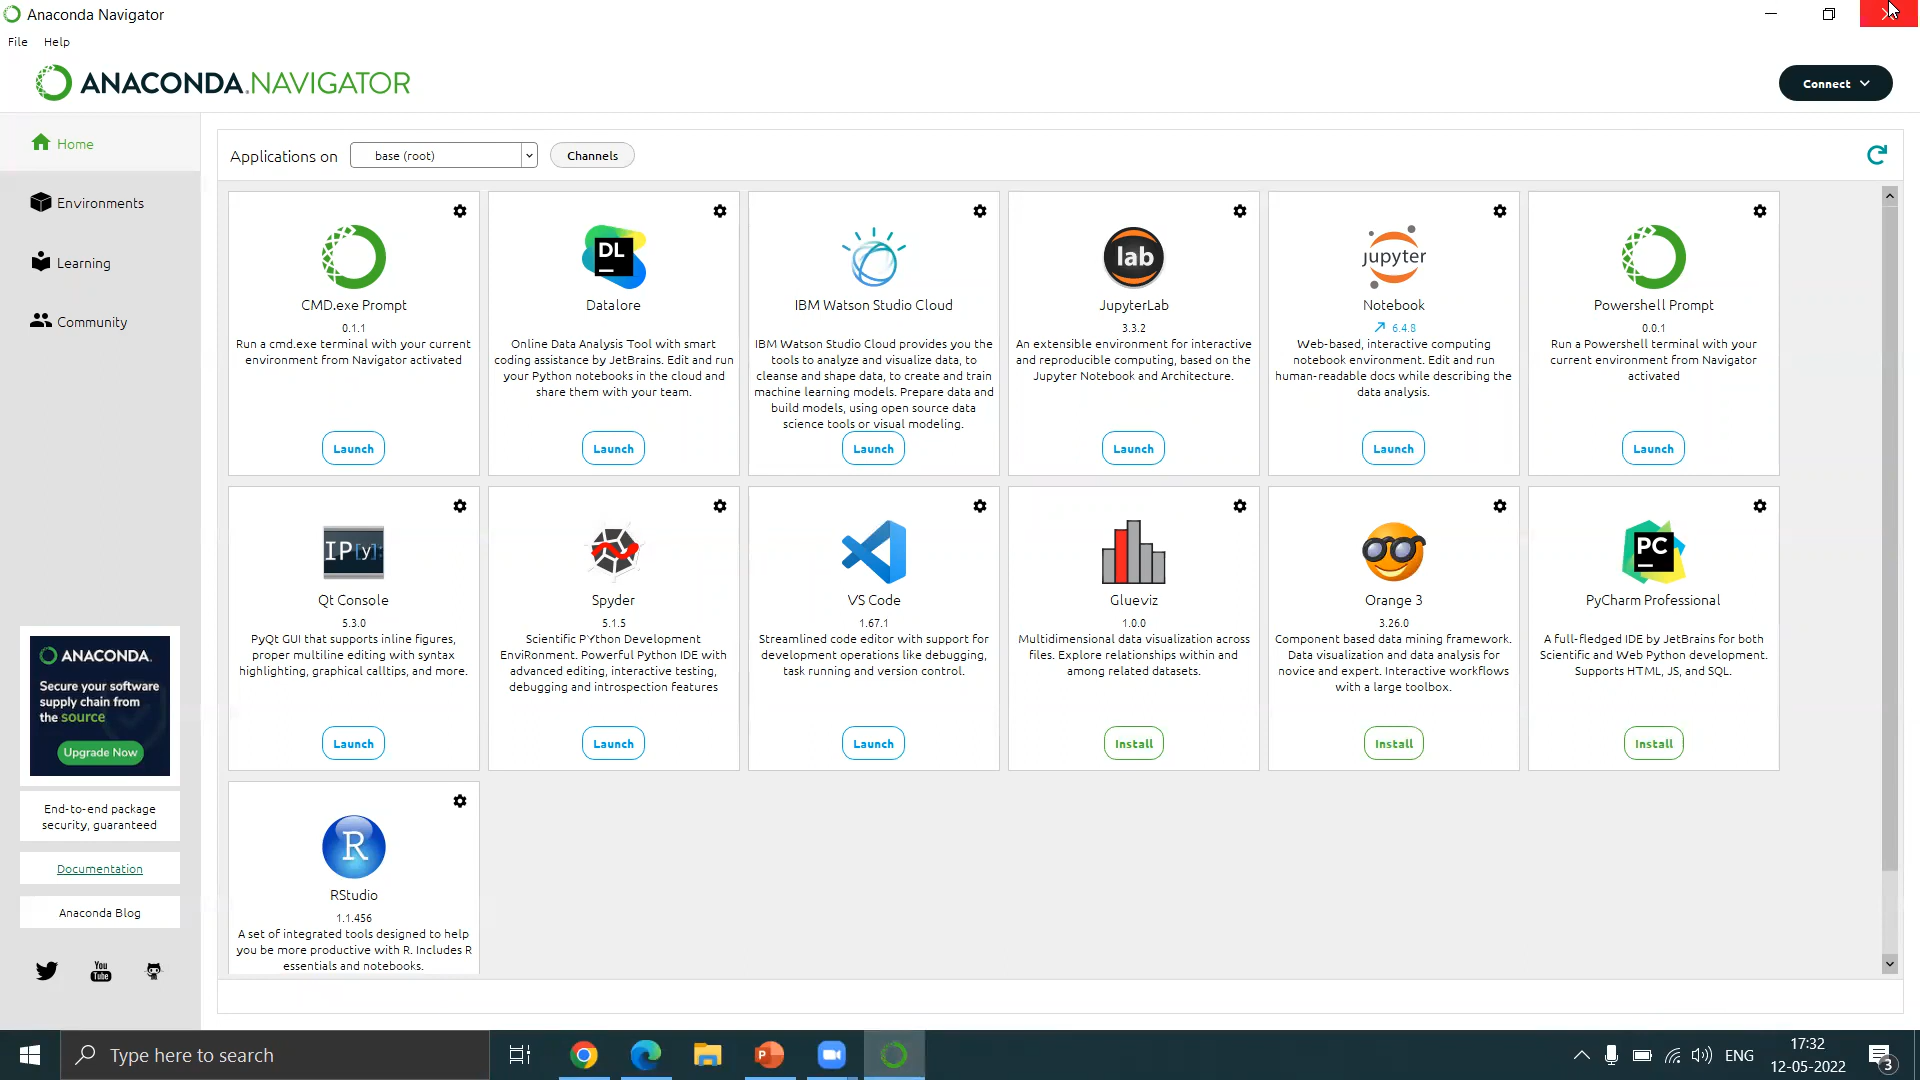 Anaconda Navigator
File Help
ANACONDA.NAVIGATOR
Connect
Home
Environments
Learning
Community
Applications on base (root) Channels
CMD.exe Prompt
0.1.1
Run a cmd.exe terminal with your current
environment from Navigator activated
Launch
DL
Datalore
Online Data Analysis Tool with smart
coding assistance by JetBrains. Edit and run
your Python notebooks in the cloud and
share them with your team.
Launch
IBM Watson Studio Cloud
IBM Watson Studio Cloud provides you the
tools to analyze and visualize data, to
cleanse and shape data, to create and train
machine learning models. Prepare data and
build models, using open source data
science tools or visual modeling.
Launch
lab
JupyterLab
3.3.2
An extensible environment for interactive
and reproducible computing, based on the
Jupyter Notebook and Architecture.
Launch
jupyter
Notebook
6.4.8
Web-based, interactive computing
notebook environment. Edit and run
human-readable docs while describing the
data analysis.
Launch
Powershell Prompt
0.0.1
Run a Powershell terminal with your
current environment from Navigator
activated
Launch
IP[y]:
Qt Console
5.3.0
PyQt GUI that supports inline figures,
proper multiline editing with syntax
highlighting, graphical calltips, and more.
Launch
Spyder
5.1.5
Scientific PYthon Development
EnviRonment. Powerful Python IDE with
advanced editing, interactive testing,
debugging and introspection features
Launch
VS Code
1.67.1
Streamlined code editor with support for
development operations like debugging,
task running and version control.
Launch
Glueviz
1.0.0
Multidimensional data visualization across
files. Explore relationships within and
among related datasets.
Install
Orange 3
3.26.0
Component based data mining framework.
Data visualization and data analysis for
novice and expert. Interactive workflows
with a large toolbox.
Install
PC
PyCharm Professional
A full-fledged IDE by JetBrains for both
Scientific and Web Python development.
Supports HTML, JS, and SQL.
Install
R
RStudio
1.1.456
A set of integrated tools designed to help
you be more productive with R. Includes R
essentials and notebooks.
ANACONDA.
Secure your software
supply chain from
the source
Upgrade Now
End-to-end package
security, guaranteed
Documentation
Anaconda Blog
You
Tube
Type here to search
P
ENG
17:32
12-05-2022
3